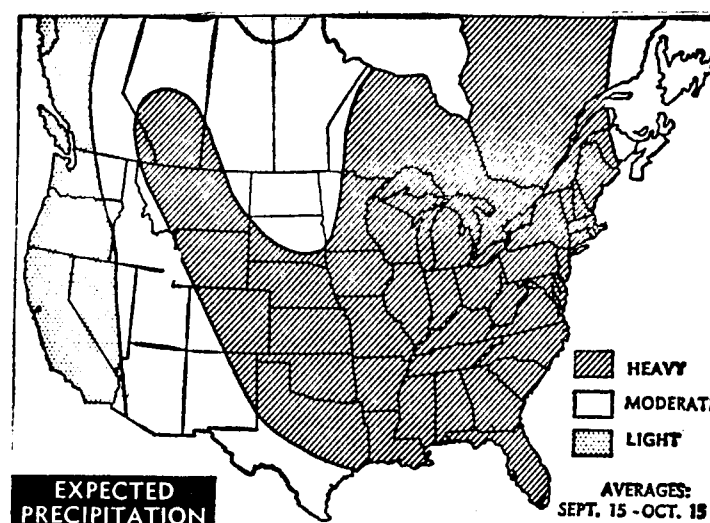 HEAVY
MODERAT
LIGHT
EXPECTED
PRECIPITATION
AVERAGES:
SEPT. 15 - OCT. 15